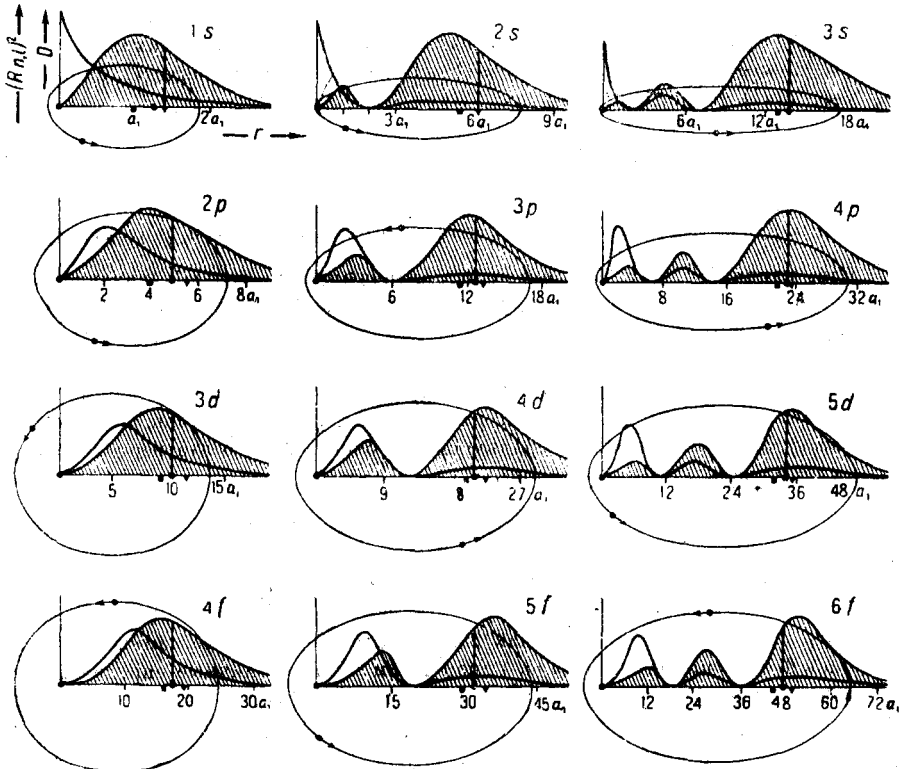 (Rn,l)² D 1s 2s 3s
a₁ 2a₁ 3a₁ 6a₁ 9a₁ 6a₁ 12a₁ 18a₁
r
2p 3p 4p
2 4 6 8a₁ 6 12 18a₁ 8 16 24 32a₁
3d 4d 5d
5 10 15a₁ 9 8 27a₁ 12 24 36 48a₁
4f 5f 6f
10 20 30a₁ 15 30 45a₁ 12 24 36 48 60 72a₁